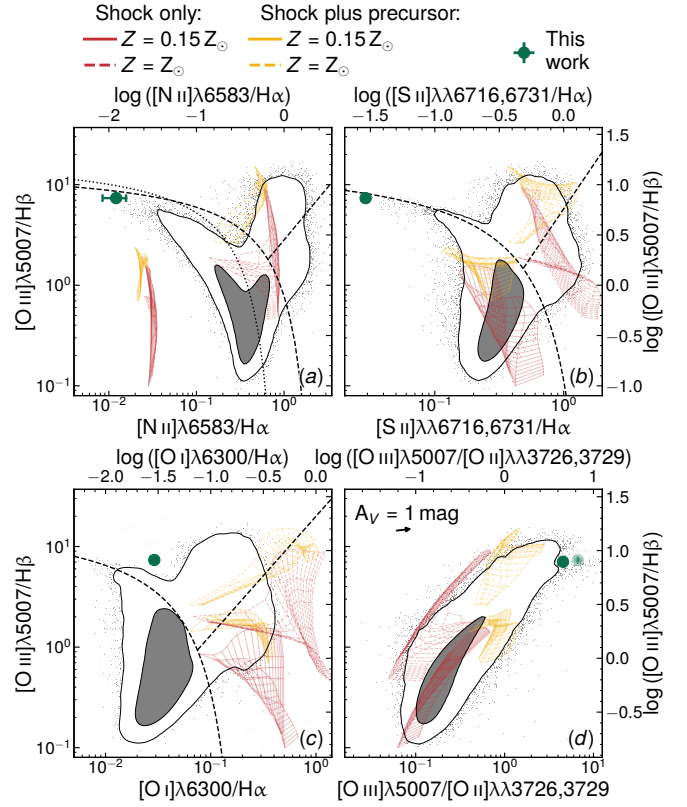 Shock only: Shock plus precursor:
Z = 0.15 Z⊙ Z = 0.15 Z⊙ This
Z = Z⊙ Z = Z⊙ work
log ([N II]λ6583/Hα) log ([S II]λλ6716,6731/Hα)
−2 −1 0 −1.5 −1.0 −0.5 0.0
[O III]λ5007/Hβ
10¹ 10⁰ 10⁻¹
(a)
10⁻² 10⁻¹ 10⁰
[N II]λ6583/Hα
(b)
10⁻¹ 10⁰
[S II]λλ6716,6731/Hα
1.5 1.0 0.5 0.0 −0.5 −1.0
log ([O III]λ5007/Hβ)
log ([O I]λ6300/Hα) log ([O III]λ5007/[O II]λλ3726,3729)
−2.0 −1.5 −1.0 −0.5 0.0 −1 0 1
[O III]λ5007/Hβ
10¹ 10⁰ 10⁻¹
(c)
10⁻² 10⁻¹ 10⁰
[O I]λ6300/Hα
A_V = 1 mag
(d)
10⁻¹ 10⁰ 10¹
[O III]λ5007/[O II]λλ3726,3729
1.5 1.0 0.5 0.0 −0.5
log ([O III]λ5007/Hβ)